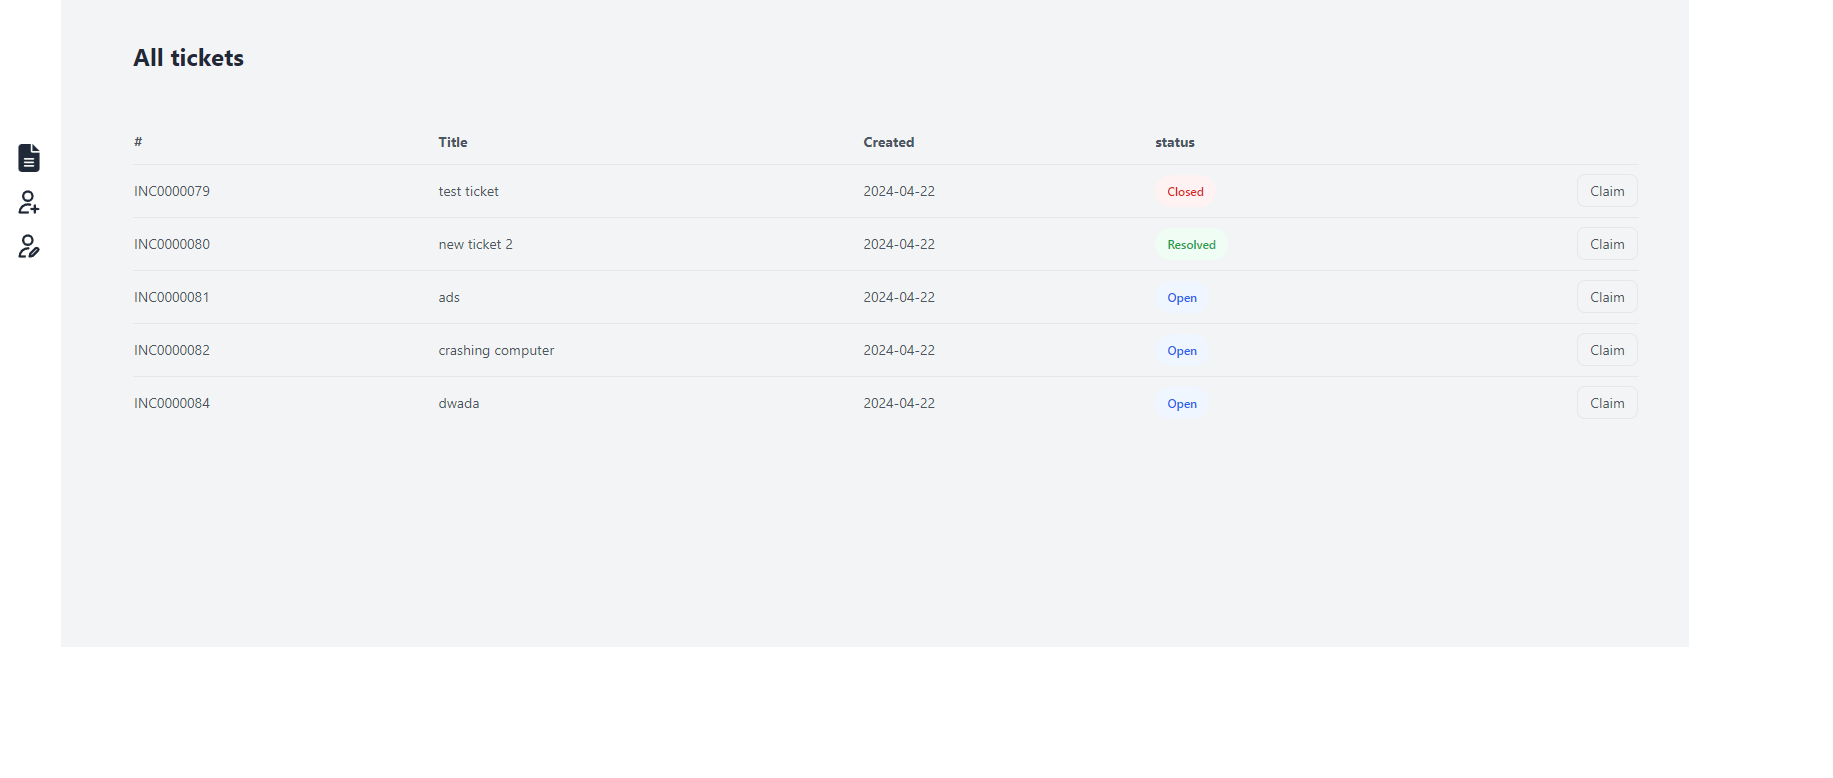 All tickets
# Title Created status
INC0000079 test ticket 2024-04-22 Closed Claim
INC0000080 new ticket 2 2024-04-22 Resolved Claim
INC0000081 ads 2024-04-22 Open Claim
INC0000082 crashing computer 2024-04-22 Open Claim
INC0000084 dwada 2024-04-22 Open Claim